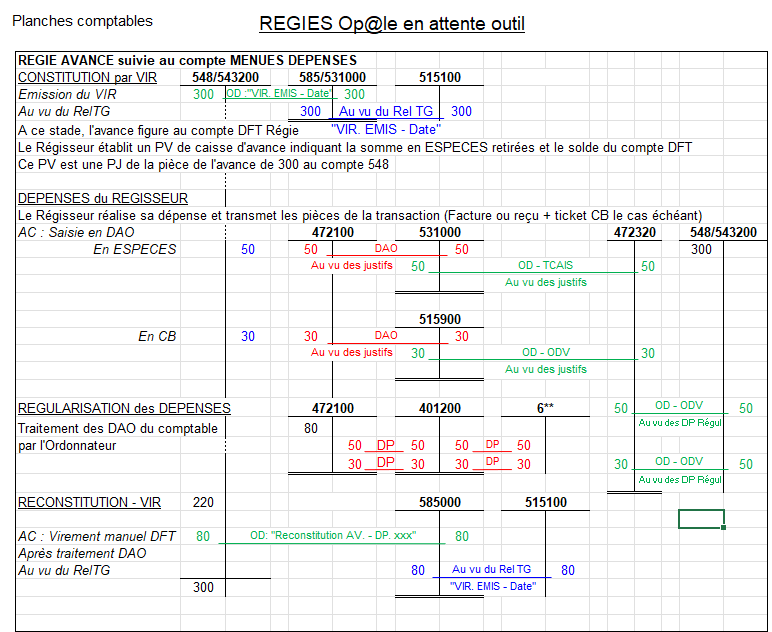 Planches comptables
REGIES Op@le en attente outil
REGIE AVANCE suivie au compte MENUES DEPENSES
CONSTITUTION par VIR 548/543200 585/531000 515100
Emission du VIR 300 OD :"VIR. EMIS - Date" 300
Au vu du RelTG 300 Au vu du Rel TG 300
A ce stade, l'avance figure au compte DFT Régie "VIR. EMIS - Date"
Le Régisseur établit un PV de caisse d'avance indiquant la somme en ESPECES retirées et le solde du compte DFT
Ce PV est une PJ de la pièce de l'avance de 300 au compte 548
DEPENSES du REGISSEUR
Le Régisseur réalise sa dépense et transmet les pièces de la transaction (Facture ou reçu + ticket CB le cas échéant)
AC : Saisie en DAO 472100 531000 472320 548/543200
En ESPECES 50 50 DAO 50 300
Au vu des justifs 50 OD - TCAIS 50
Au vu des justifs
515900
En CB 30 30 DAO 30
Au vu des justifs 30 OD - ODV 30
Au vu des justifs
REGULARISATION des DEPENSES 472100 401200 6** 50 OD - ODV 50
Traitement des DAO du comptable 80 Au vu des DP Régul
par l'Ordonnateur 50 DP 50 50 DP 50
30 DP 30 30 DP 30 30 OD - ODV 50
Au vu des DP Régul
RECONSTITUTION - VIR 220 585000 515100
AC : Virement manuel DFT 80 OD: "Reconstitution AV. - DP. xxx" 80
Après traitement DAO
Au vu du RelTG 80 Au vu du Rel TG 80
300 "VIR. EMIS - Date"